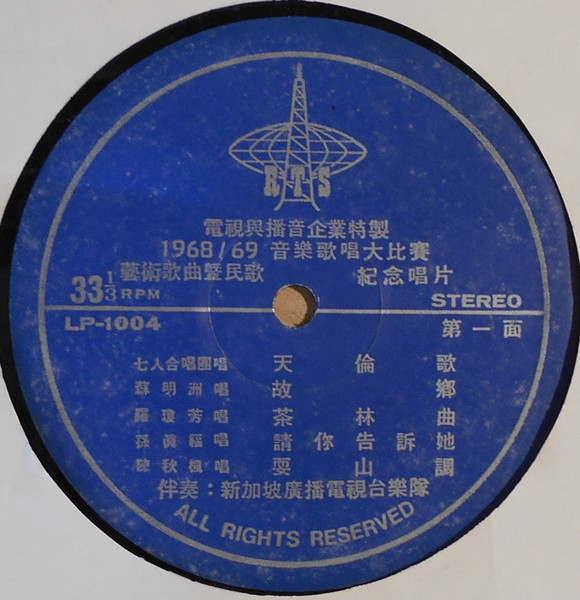 RTS
電視與播音企業特製
1968/69 音樂歌唱大比賽
藝術歌曲暨民歌 紀念唱片
33 1/3 RPM STEREO
LP-1004 第一面
七人合唱團唱 天倫歌
蘇明洲唱 故鄉
羅瓊芳唱 茶林曲
孫眞福唱 請你告訴她
陳秋楓唱 耍山調
伴奏：新加坡廣播電視台樂隊
ALL RIGHTS RESERVED